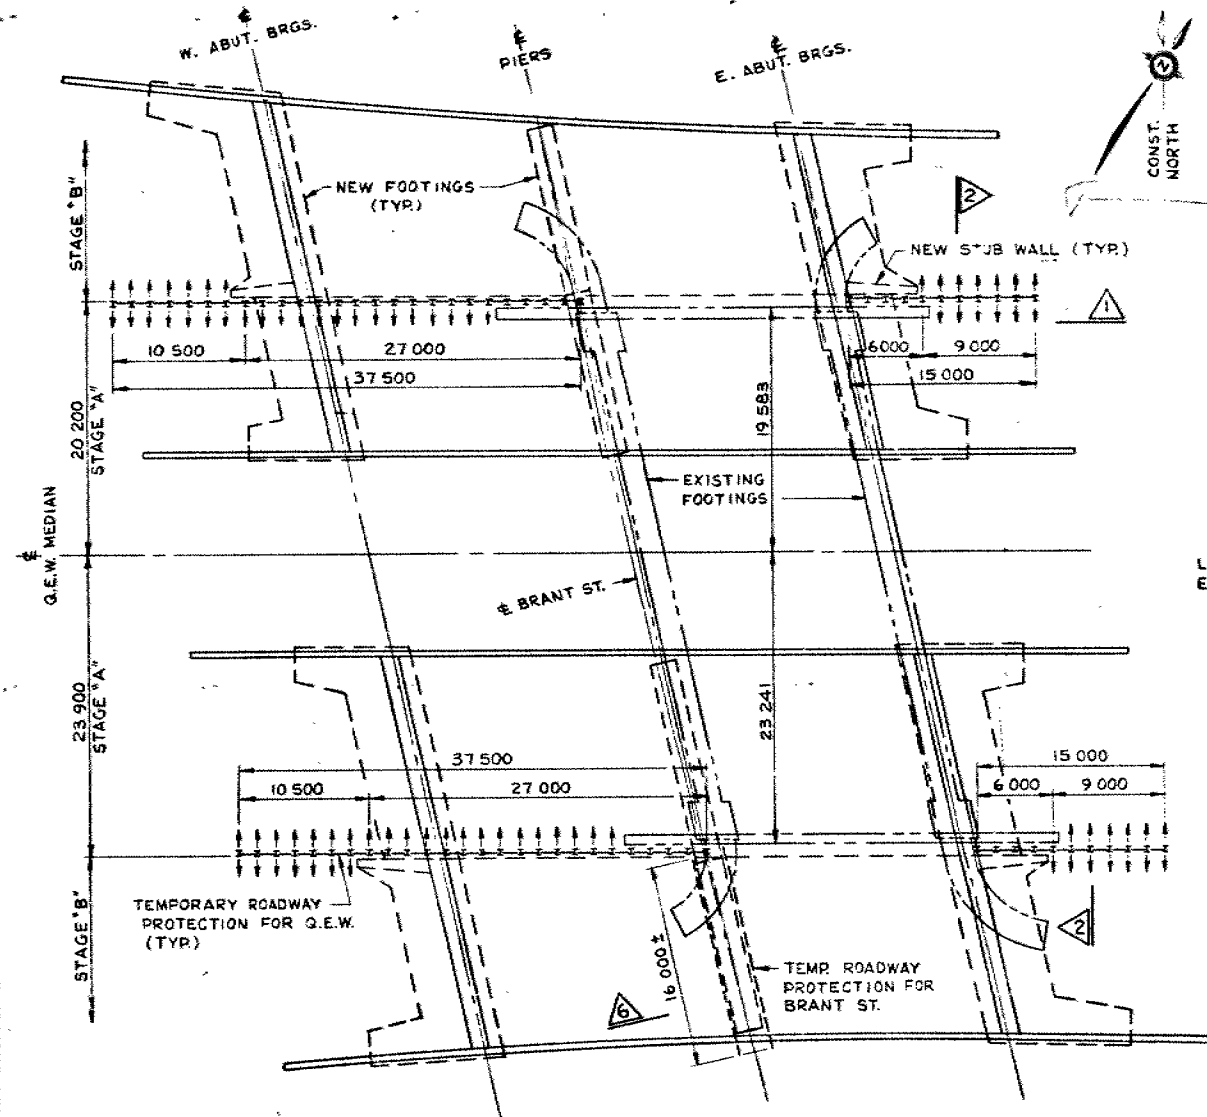 ℄
W. ABUT. BRGS.
℄
PIERS
℄
E. ABUT. BRGS.
N
CONST.
NORTH
STAGE "B"
NEW FOOTINGS
(TYP.)
2
NEW STUB WALL (TYP.)
1
10 500
27 000
37 500
6000
9 000
15 000
20 200
STAGE "A"
19 583
EXISTING
FOOTINGS
℄
Q.E.W. MEDIAN
℄ BRANT ST.
23 900
STAGE "A"
23 241
37 500
10 500
27 000
15 000
6 000
9 000
STAGE "B"
TEMPORARY ROADWAY
PROTECTION FOR Q.E.W.
(TYP.)
16 000 ±
2
TEMP. ROADWAY
PROTECTION FOR
BRANT ST.
6